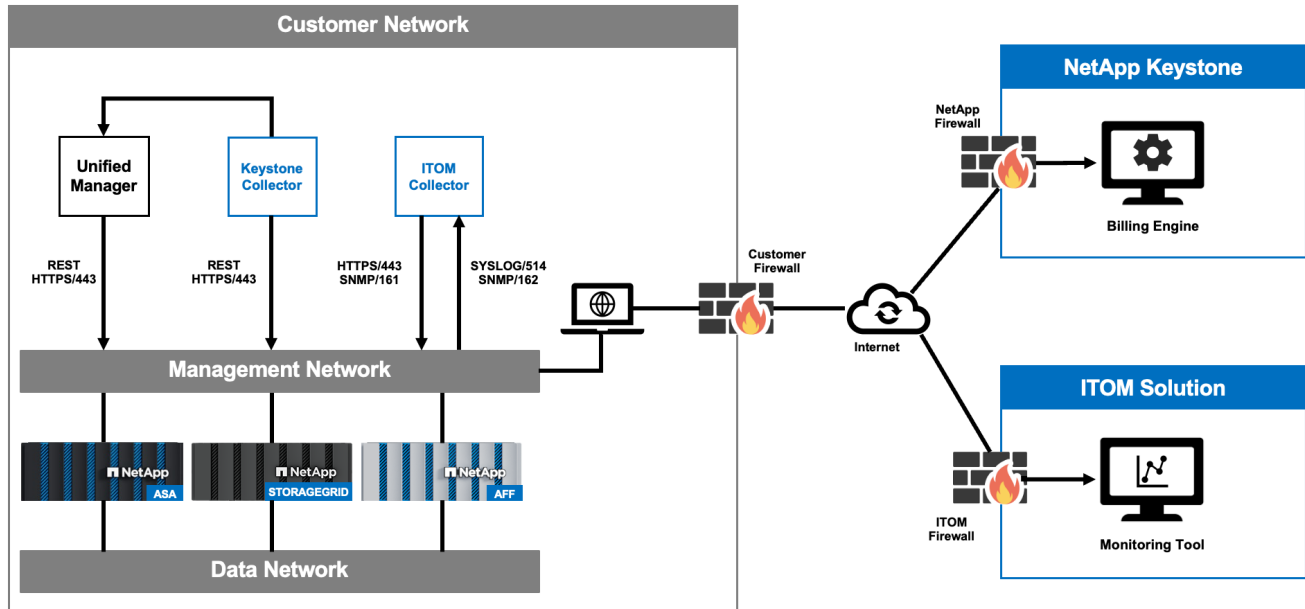 Customer Network
Unified
Manager
Keystone
Collector
ITOM
Collector
REST
HTTPS/443
REST
HTTPS/443
HTTPS/443
SNMP/161
SYSLOG/514
SNMP/162
Management Network
NetApp
ASA
NetApp
STORAGEGRID
NetApp
AFF
Data Network
Customer
Firewall
Internet
NetApp
Firewall
NetApp Keystone
Billing Engine
ITOM Solution
ITOM
Firewall
Monitoring Tool